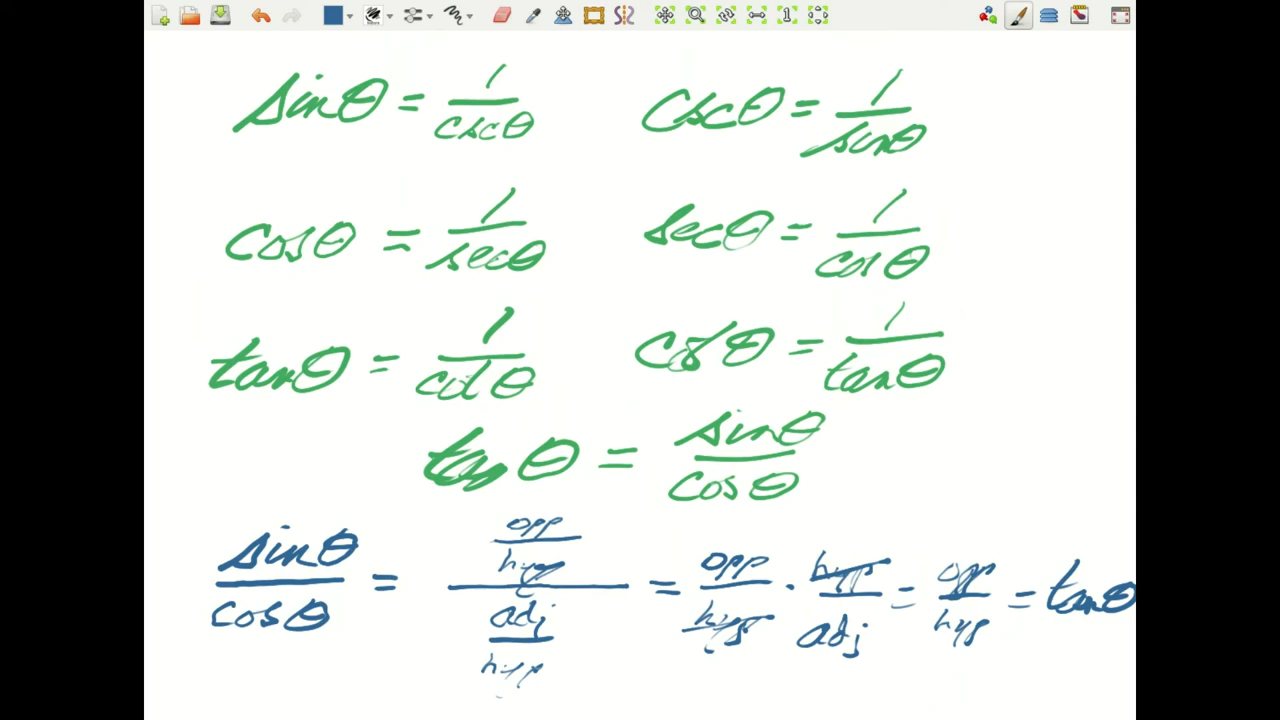 sinθ = 1/cscθ cscθ = 1/sinθ
cosθ = 1/secθ secθ = 1/cosθ
tanθ = 1/cotθ cotθ = 1/tanθ
tanθ = sinθ/cosθ
sinθ/cosθ = (opp/hyp)/(adj/hyp) = opp/hyp · hyp/adj = opp/hyp = tanθ